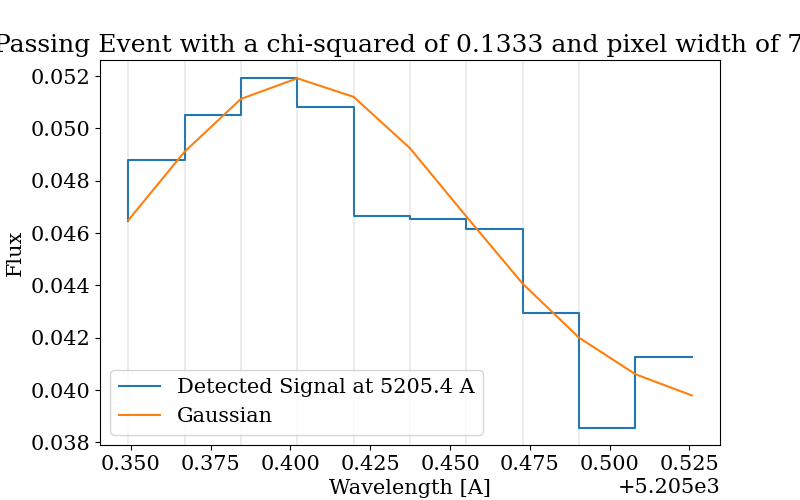 Passing Event with a chi-squared of 0.1333 and pixel width of 7
0.052
0.050
0.048
0.046
0.044
0.042
0.040
0.038
Flux
Detected Signal at 5205.4 A
Gaussian
0.350 0.375 0.400 0.425 0.450 0.475 0.500 0.525
Wavelength [A]
+5.205e3